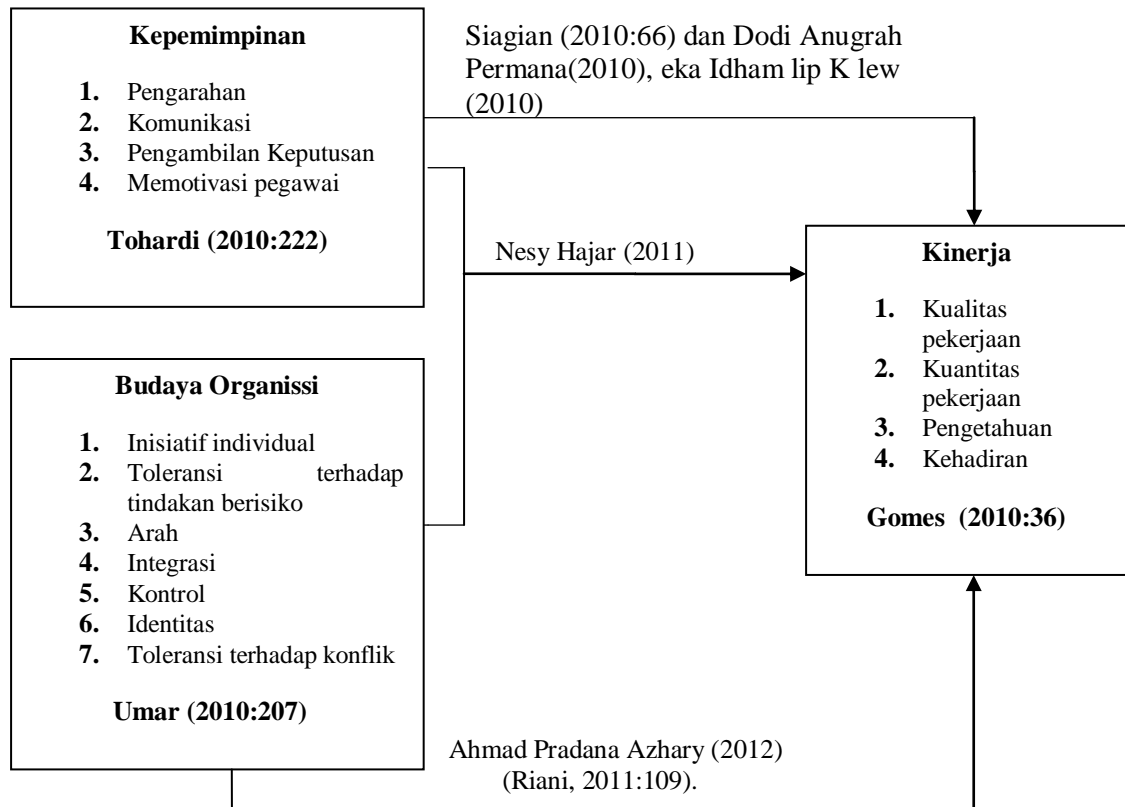 Kepemimpinan
1. Pengarahan
2. Komunikasi
3. Pengambilan Keputusan
4. Memotivasi pegawai
Tohardi (2010:222)
Siagian (2010:66) dan Dodi Anugrah
Permana(2010), eka Idham lip K lew
(2010)
Nesy Hajar (2011)
Kinerja
1. Kualitas
pekerjaan
2. Kuantitas
pekerjaan
3. Pengetahuan
4. Kehadiran
Gomes (2010:36)
Budaya Organissi
1. Inisiatif individual
2. Toleransi terhadap
tindakan berisiko
3. Arah
4. Integrasi
5. Kontrol
6. Identitas
7. Toleransi terhadap konflik
Umar (2010:207)
Ahmad Pradana Azhary (2012)
(Riani, 2011:109).